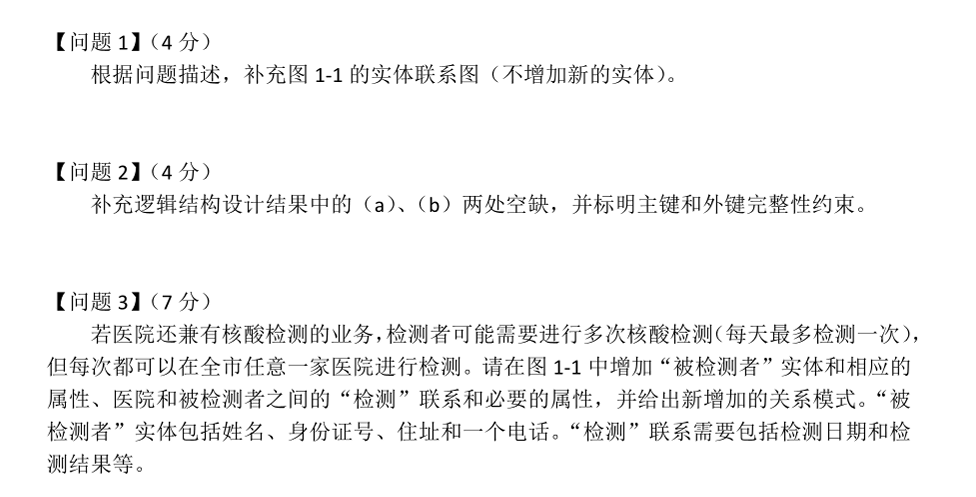 【问题 1】（4 分）
根据问题描述，补充图 1-1 的实体联系图（不增加新的实体）。
【问题 2】（4 分）
补充逻辑结构设计结果中的（a）、（b）两处空缺，并标明主键和外键完整性约束。
【问题 3】（7 分）
若医院还兼有核酸检测的业务，检测者可能需要进行多次核酸检测（每天最多检测一次），
但每次都可以在全市任意一家医院进行检测。请在图 1-1 中增加“被检测者”实体和相应的
属性、医院和被检测者之间的“检测”联系和必要的属性，并给出新增加的关系模式。“被
检测者”实体包括姓名、身份证号、住址和一个电话。“检测”联系需要包括检测日期和检
测结果等。